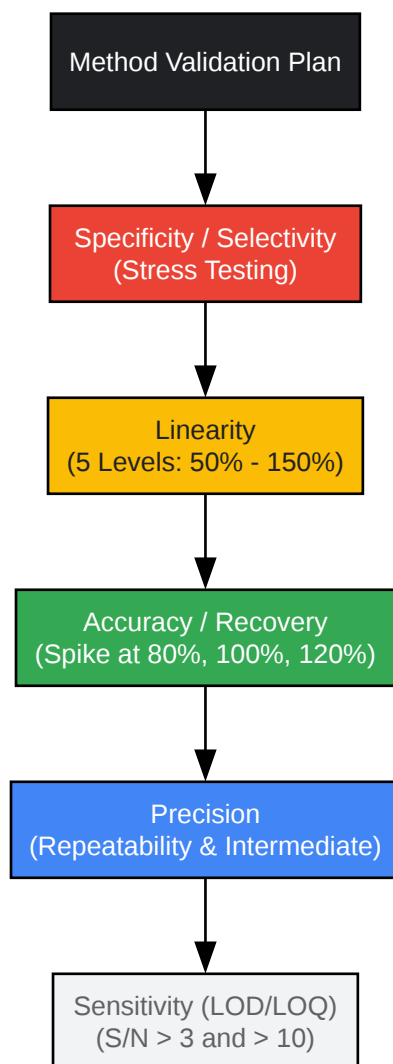 Method Validation Plan
Specificity / Selectivity
(Stress Testing)
Linearity
(5 Levels: 50% - 150%)
Accuracy / Recovery
(Spike at 80%, 100%, 120%)
Precision
(Repeatability & Intermediate)
Sensitivity (LOD/LOQ)
(S/N > 3 and > 10)